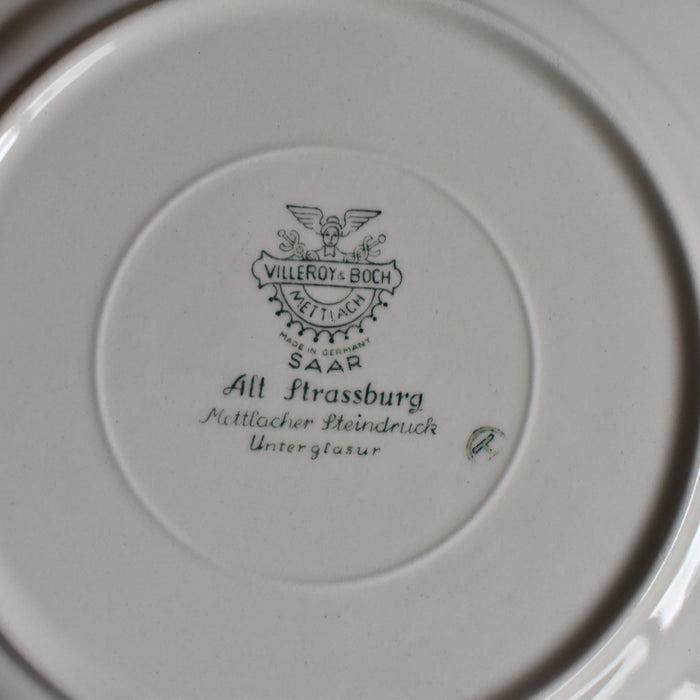 VILLEROY & BOCH
METTLACH
MADE IN GERMANY
SAAR
Alt Strassburg
Mettlacher Steindruck
Unterglasur